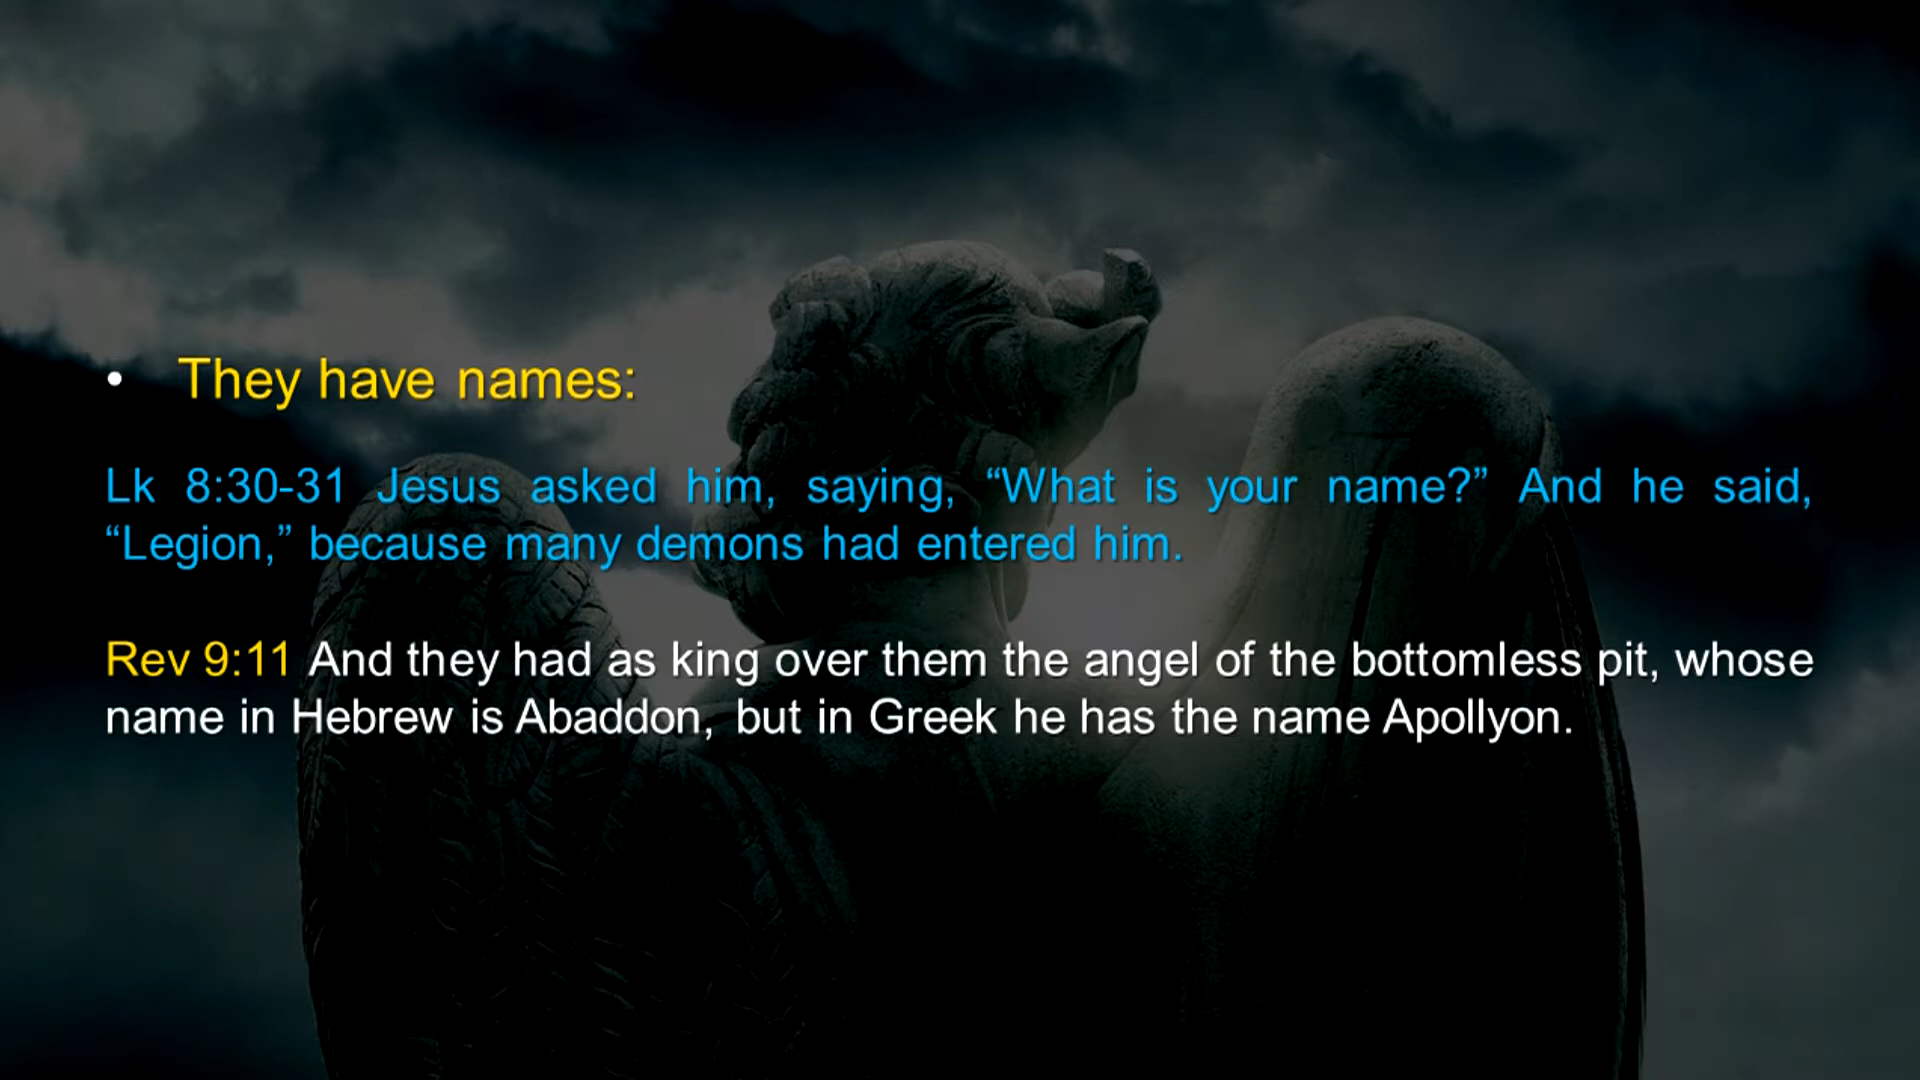 • They have names:
Lk 8:30-31 Jesus asked him, saying, “What is your name?” And he said,
“Legion,” because many demons had entered him.
Rev 9:11 And they had as king over them the angel of the bottomless pit, whose
name in Hebrew is Abaddon, but in Greek he has the name Apollyon.